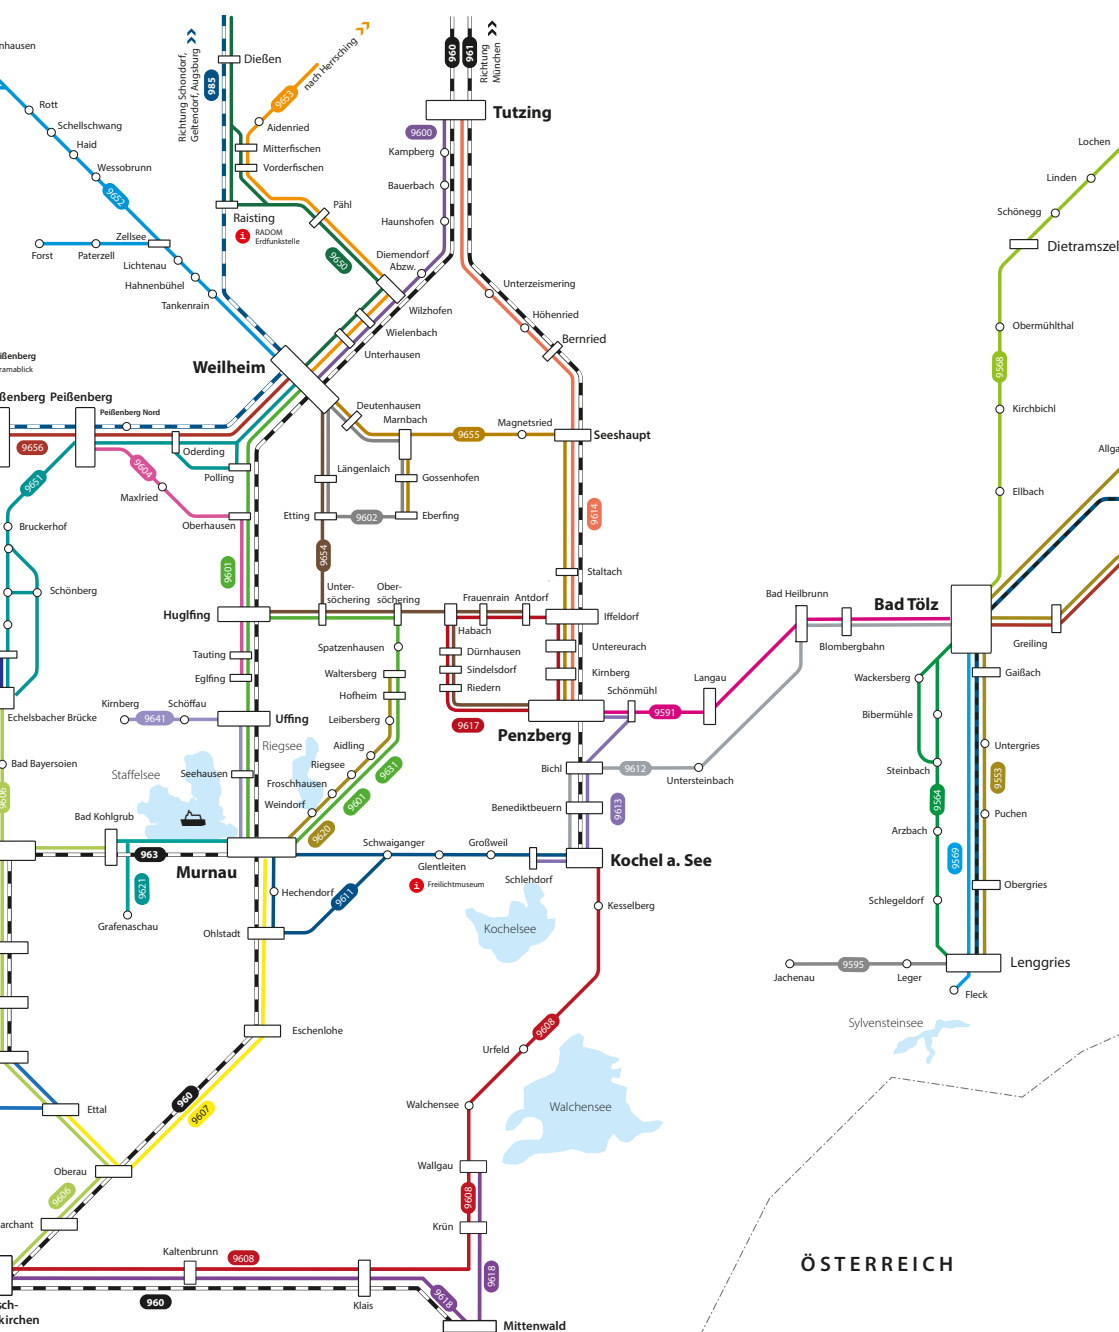 nhausen
Rott
Schellschwang
Haid
Wessobrunn
9652
Zellsee
Forst
Paterzell
Lichtenau
Hahnenbühel
Tankenrain
Richtung Schondorf,
Geltendorf, Augsburg
985
Dießen
nach Herrsching
9653
Aidenried
Mitterfischen
Vorderfischen
Raisting
i
RADOM
Erdfunkstelle
Pähl
9650
960
961
Richtung
München
Tutzing
9600
Kampberg
Bauerbach
Haunshofen
Diemendorf
Abzw.
Wilzhofen
Wielenbach
Unterhausen
Unterzeismering
Höhenried
Bernried
Weilheim
ißenberg
ramablick
ßenberg
Peißenberg
Peißenberg Nord
9656
9651
9604
Oderding
Polling
Maxlried
Oberhausen
Bruckerhof
Schönberg
Deutenhausen
Marnbach
9655
Magnetsried
Seeshaupt
Längenlaich
Gossenhofen
Etting
9602
Eberfing
9614
9654
9601
Staltach
Unter-
söchering
Ober-
söchering
Frauenrain
Antdorf
Huglfing
Habach
Iffeldorf
Spatzenhausen
Dürnhausen
Untereurach
Tauting
Waltersberg
Sindelsdorf
Kirnberg
Eglfing
Hofheim
Riedern
Schönmühl
Langau
Echelsbacher Brücke
Kirnberg
Schöffau
9641
Uffing
Leibersberg
9617
Penzberg
9591
Riegsee
Aidling
Staffelsee
Seehausen
Riegsee
9631
Froschhausen
9601
Weindorf
9620
Bichl
9612
Untersteinbach
Bad Bayersoien
9606
Bad Kohlgrub
Benediktbeuern
9613
963
Murnau
Schwaiganger
Großweil
Glentleiten
i
Freilichtmuseum
Schlehdorf
Kochel a. See
9621
Grafenaschau
Hechendorf
9611
Ohlstadt
Kochelsee
Kesselberg
Eschenlohe
9608
Urfeld
Walchensee
Walchensee
960
9607
Ettal
Oberau
9606
archant
Wallgau
9608
Krün
Kaltenbrunn
9608
9618
9618
960
Klais
Mittenwald
sch-
kirchen
Lochen
Linden
Schönegg
Dietramszel
Obermühlthal
9568
Kirchbichl
Allga
Ellbach
Bad Heilbrunn
Bad Tölz
Blombergbahn
Greiling
Wackersberg
Gaißach
Bibermühle
Untergries
Steinbach
9553
9564
Puchen
Arzbach
9569
Obergries
Schlegeldorf
Jachenau
9595
Leger
Lenggries
Fleck
Sylvensteinsee
ÖSTERREICH